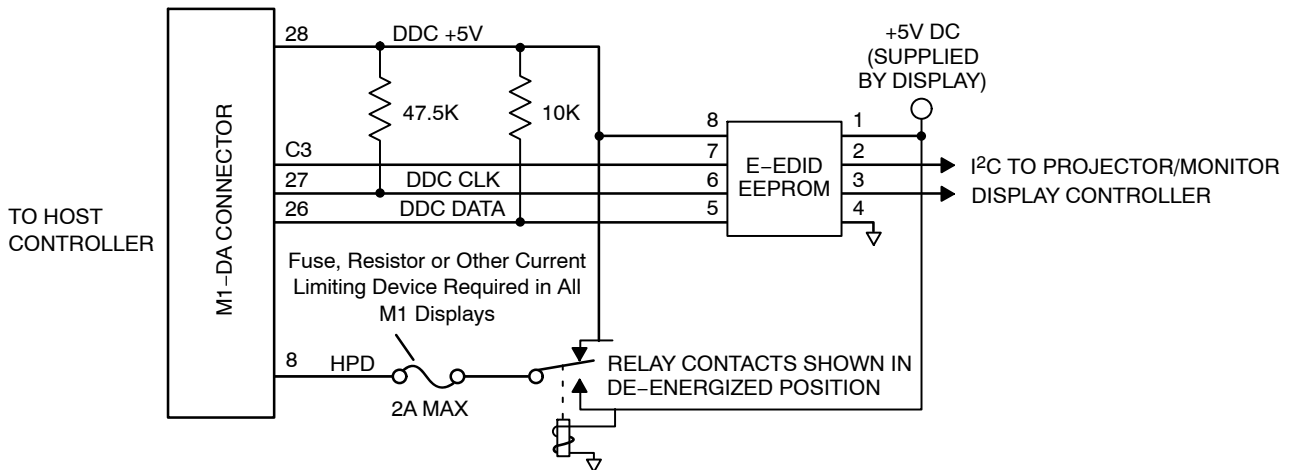 28
DDC +5V
+5V DC
(SUPPLIED
BY DISPLAY)
47.5K
10K
M1−DA CONNECTOR
TO HOST
CONTROLLER
C3
27
DDC CLK
26
DDC DATA
8
7
6
5
E−EDID
EEPROM
1
2
3
4
I²C TO PROJECTOR/MONITOR
DISPLAY CONTROLLER
Fuse, Resistor or Other Current
Limiting Device Required in All
M1 Displays
8
HPD
2A MAX
RELAY CONTACTS SHOWN IN
DE−ENERGIZED POSITION